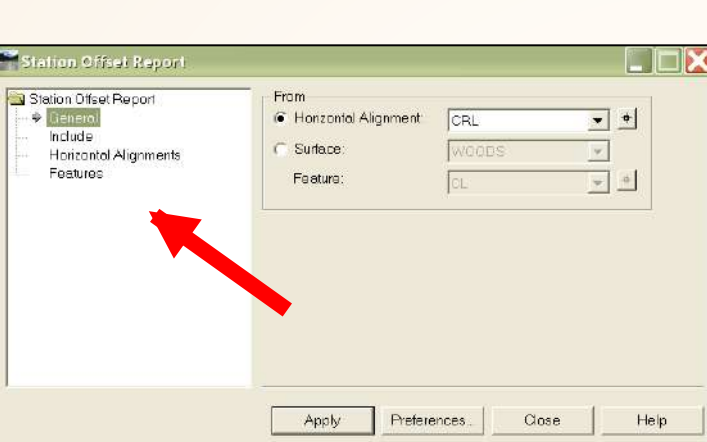 Station Offset Report
Station Offset Report
General
Include
Horizontal Alignments
Features
From
Horizontal Alignment: CRL
Surface: WOODS
Feature: CL
Apply
Preferences...
Close
Help